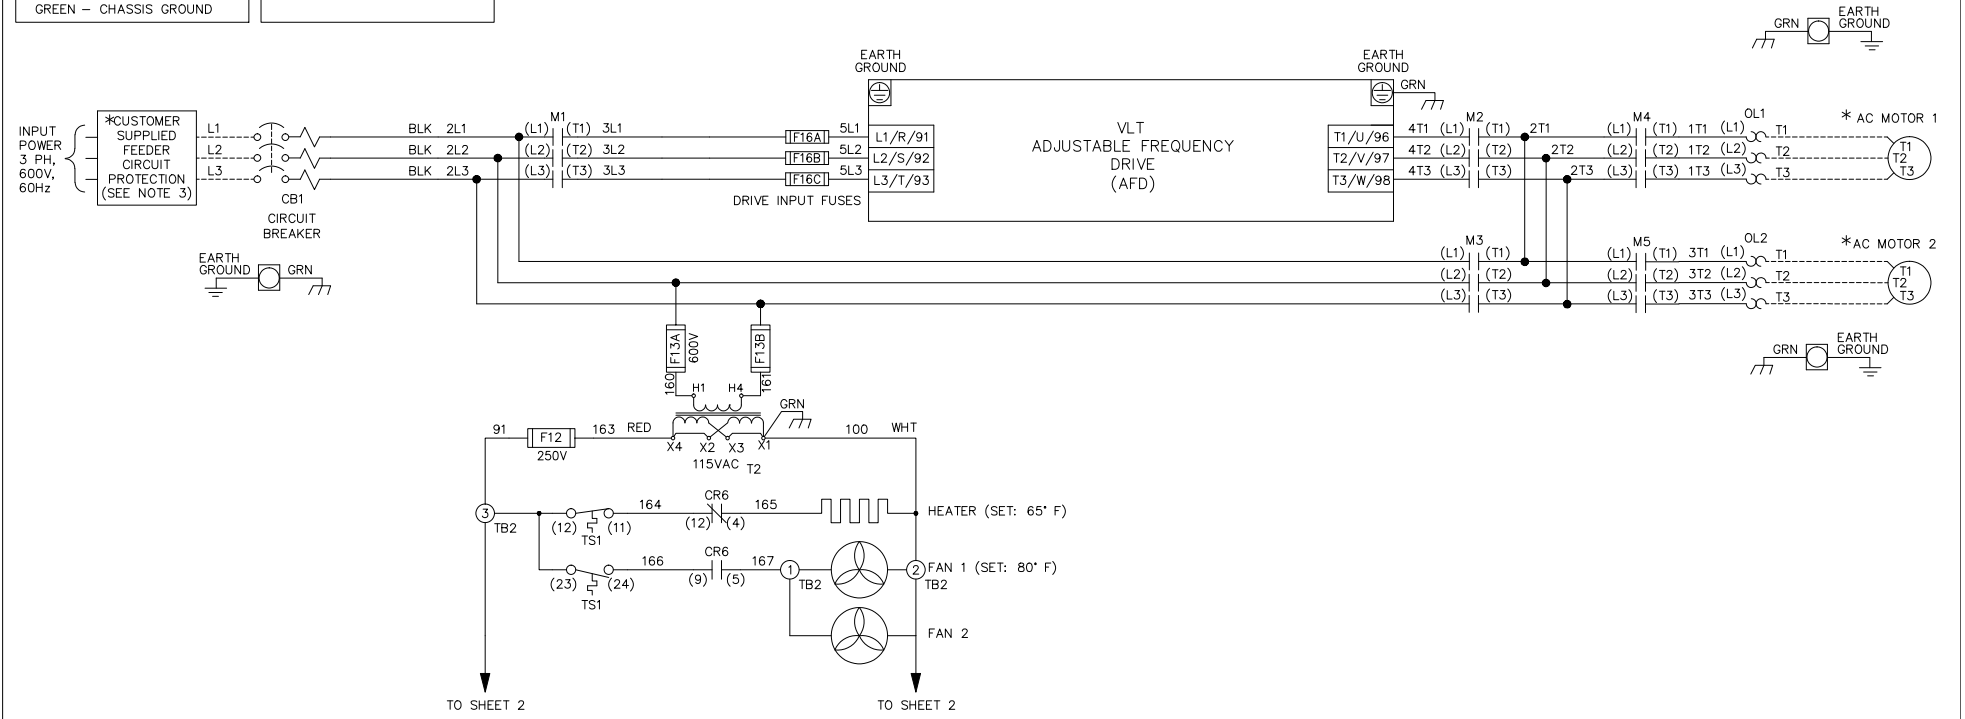 GREEN – CHASSIS GROUND
GRN
EARTH
GROUND
EARTH
GROUND
EARTH
GROUND
GRN
INPUT
POWER
3 PH,
600V,
60Hz
*CUSTOMER
SUPPLIED
FEEDER
CIRCUIT
PROTECTION
(SEE NOTE 3)
L1
L2
L3
CB1
CIRCUIT
BREAKER
BLK 2L1
BLK 2L2
BLK 2L3
M1
(L1) (T1) 3L1
(L2) (T2) 3L2
(L3) (T3) 3L3
F16A 5L1
F16B 5L2
F16C 5L3
DRIVE INPUT FUSES
L1/R/91
L2/S/92
L3/T/93
VLT
ADJUSTABLE FREQUENCY
DRIVE
(AFD)
T1/U/96
T2/V/97
T3/W/98
M2
4T1 (L1) (T1) 2T1
4T2 (L2) (T2) 2T2
4T3 (L3) (T3) 2T3
M4
(L1) (T1) 1T1 (L1)
(L2) (T2) 1T2 (L2)
(L3) (T3) 1T3 (L3)
OL1
T1
T2
T3
* AC MOTOR 1
T1
T2
T3
EARTH
GROUND
GRN
M3
(L1) (T1)
(L2) (T2)
(L3) (T3)
M5
(L1) (T1) 3T1 (L1)
(L2) (T2) 3T2 (L2)
(L3) (T3) 3T3 (L3)
OL2
T1
T2
T3
*AC MOTOR 2
T1
T2
T3
GRN
EARTH
GROUND
F13A
600V
F13B
160
161
H1 H4
GRN
91
F12
250V
163 RED
X4 X2 X3 X1
115VAC T2
100 WHT
3
TB2
(12) (11)
TS1
164
CR6
(12) (4)
165
HEATER (SET: 65° F)
(23) (24)
TS1
166
CR6
(9) (5)
167
1
TB2
2
TB2
FAN 1 (SET: 80° F)
FAN 2
TO SHEET 2
TO SHEET 2